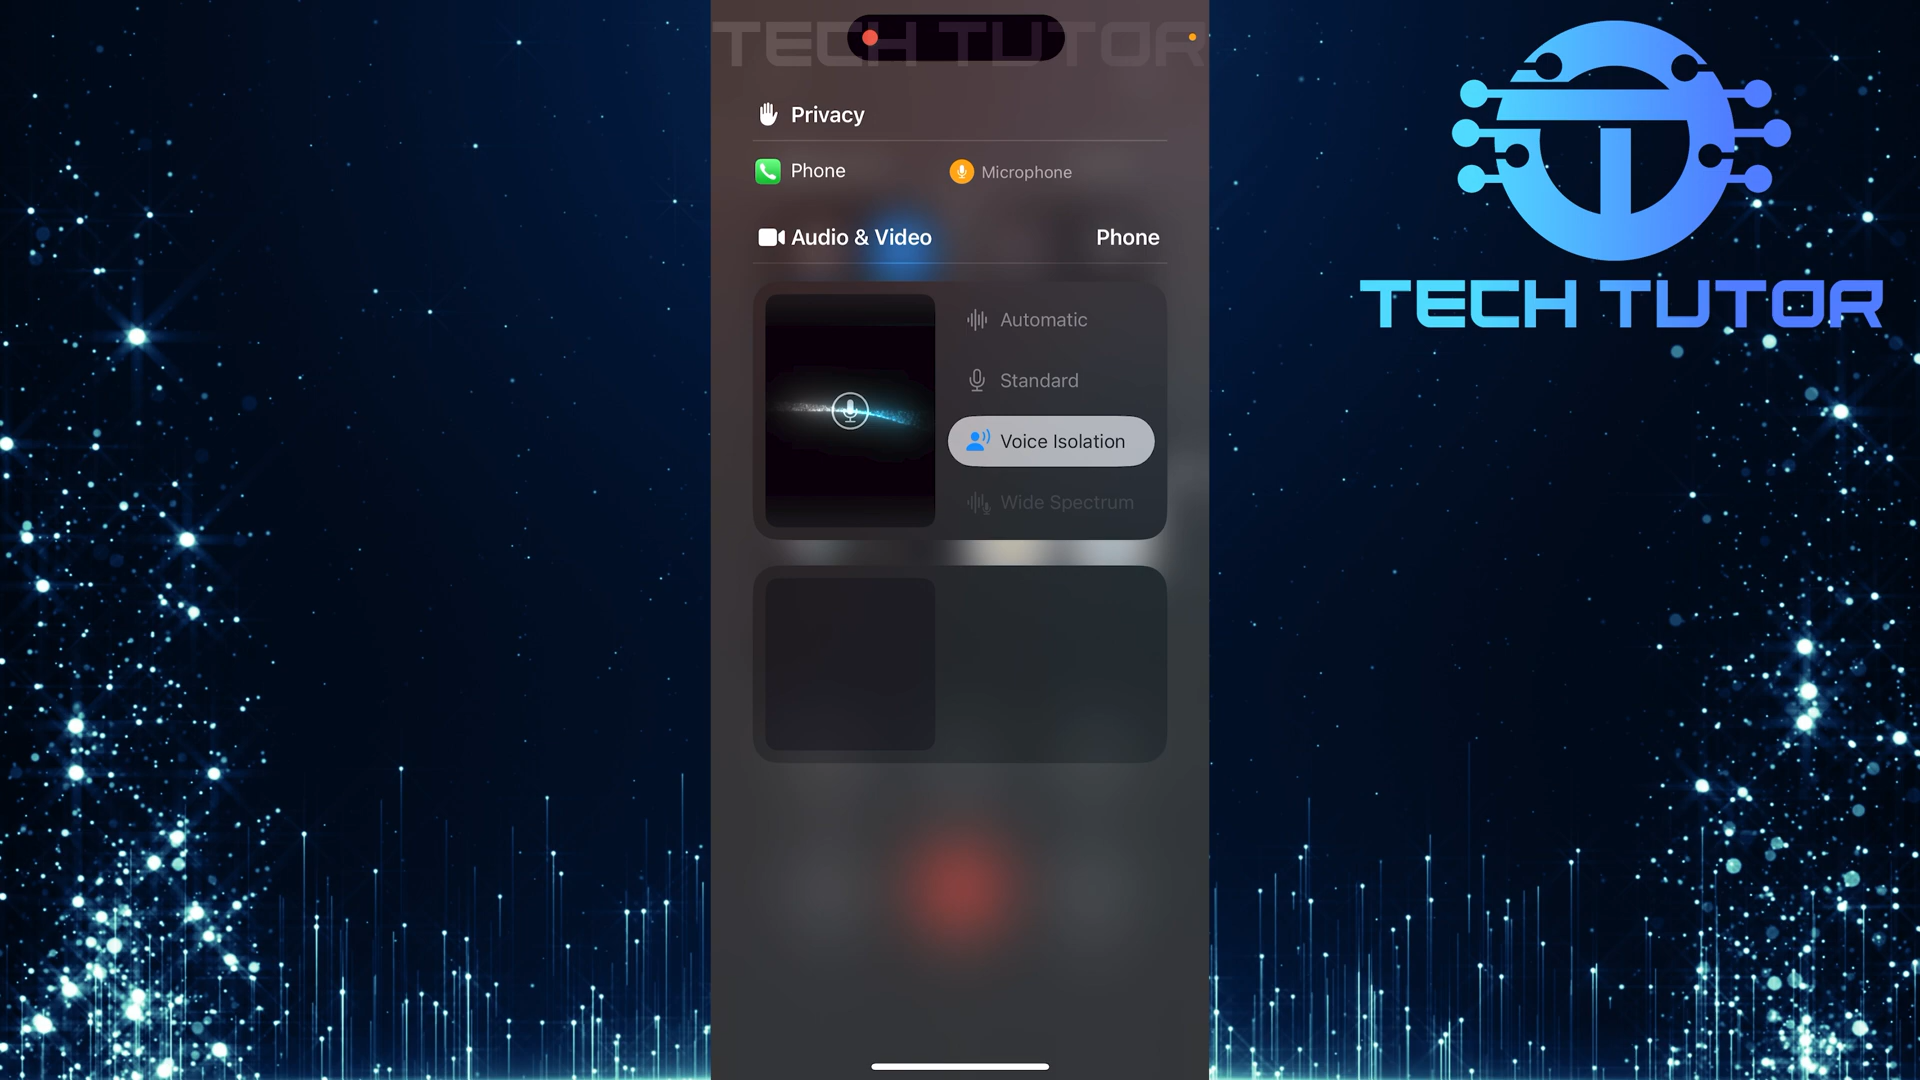 TECH TUTOR
Privacy
Phone
Microphone
Audio & Video
Phone
Automatic
Standard
Voice Isolation
Wide Spectrum
TECH TUTOR